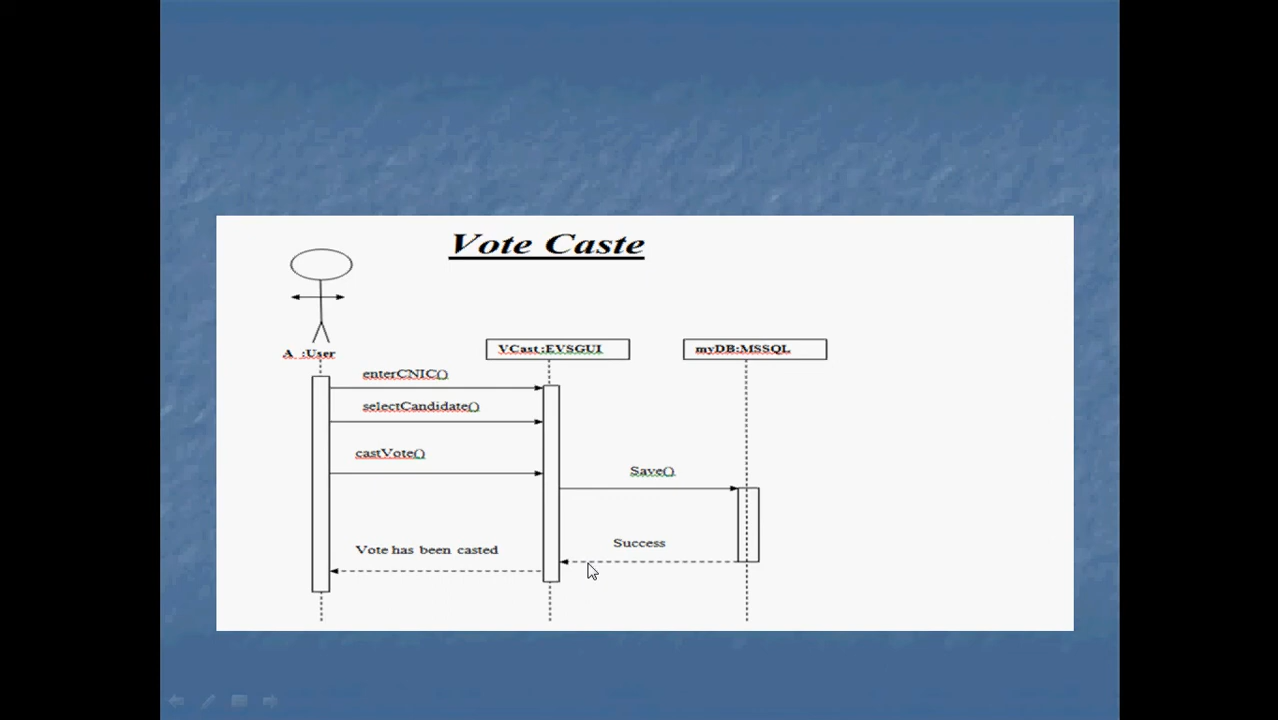 Vote Caste
A :User
VCast:EVSGUI
myDB:MSSQL
enterCNIC()
selectCandidate()
castVote()
Save()
Success
Vote has been casted